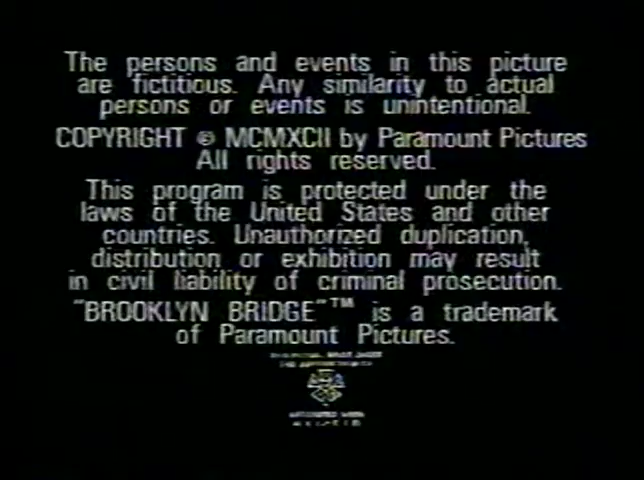 The persons and events in this picture
are fictitious. Any similarity to actual
persons or events is unintentional.
COPYRIGHT © MCMXCII by Paramount Pictures
All rights reserved.
This program is protected under the
laws of the United States and other
countries. Unauthorized duplication,
distribution or exhibition may result
in civil liability of criminal prosecution.
"BROOKLYN BRIDGE"™ is a trademark
of Paramount Pictures.